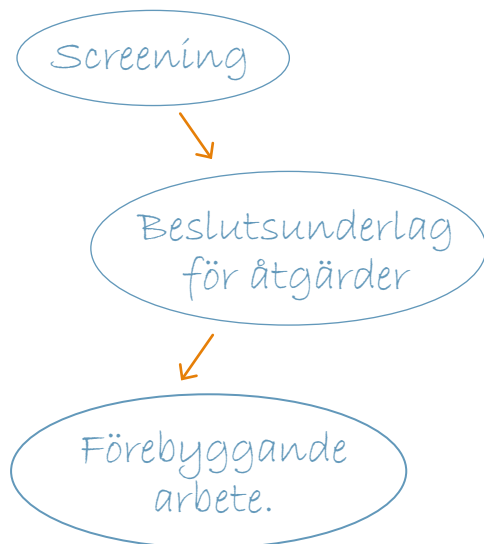 Screening
Beslutsunderlag
för åtgärder
Förebyggande
arbete.